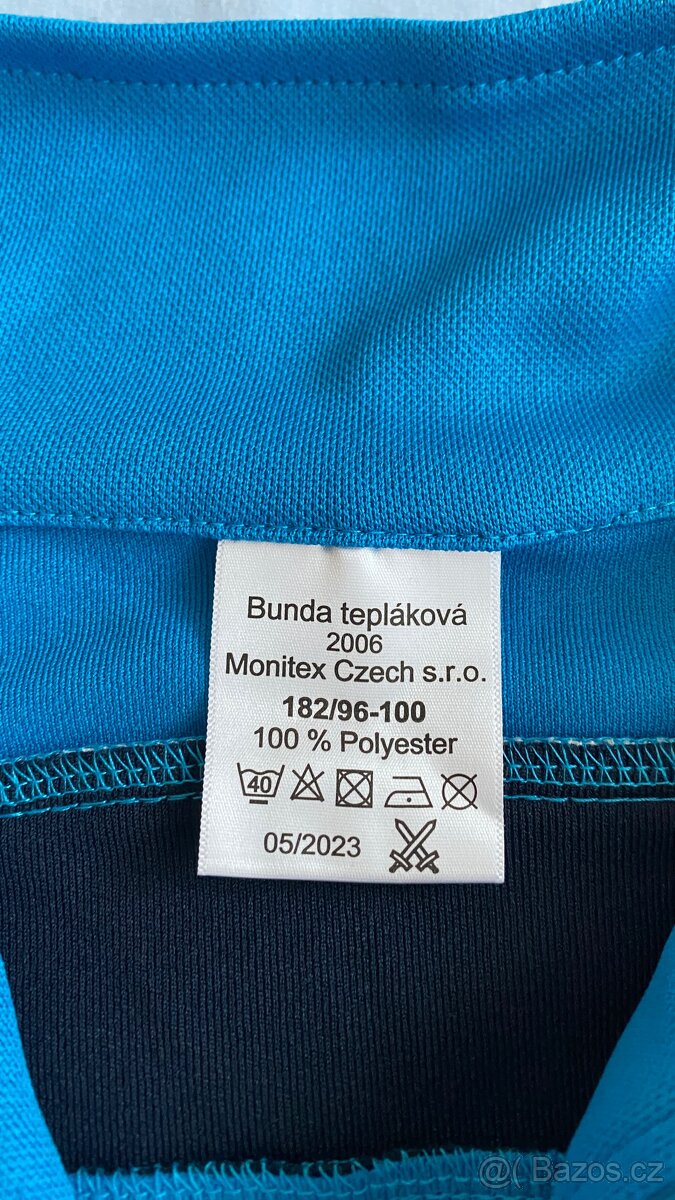 Bunda tepláková
2006
Monitex Czech s.r.o.
182/96-100
100 % Polyester
40
05/2023
@( Bazos.cz